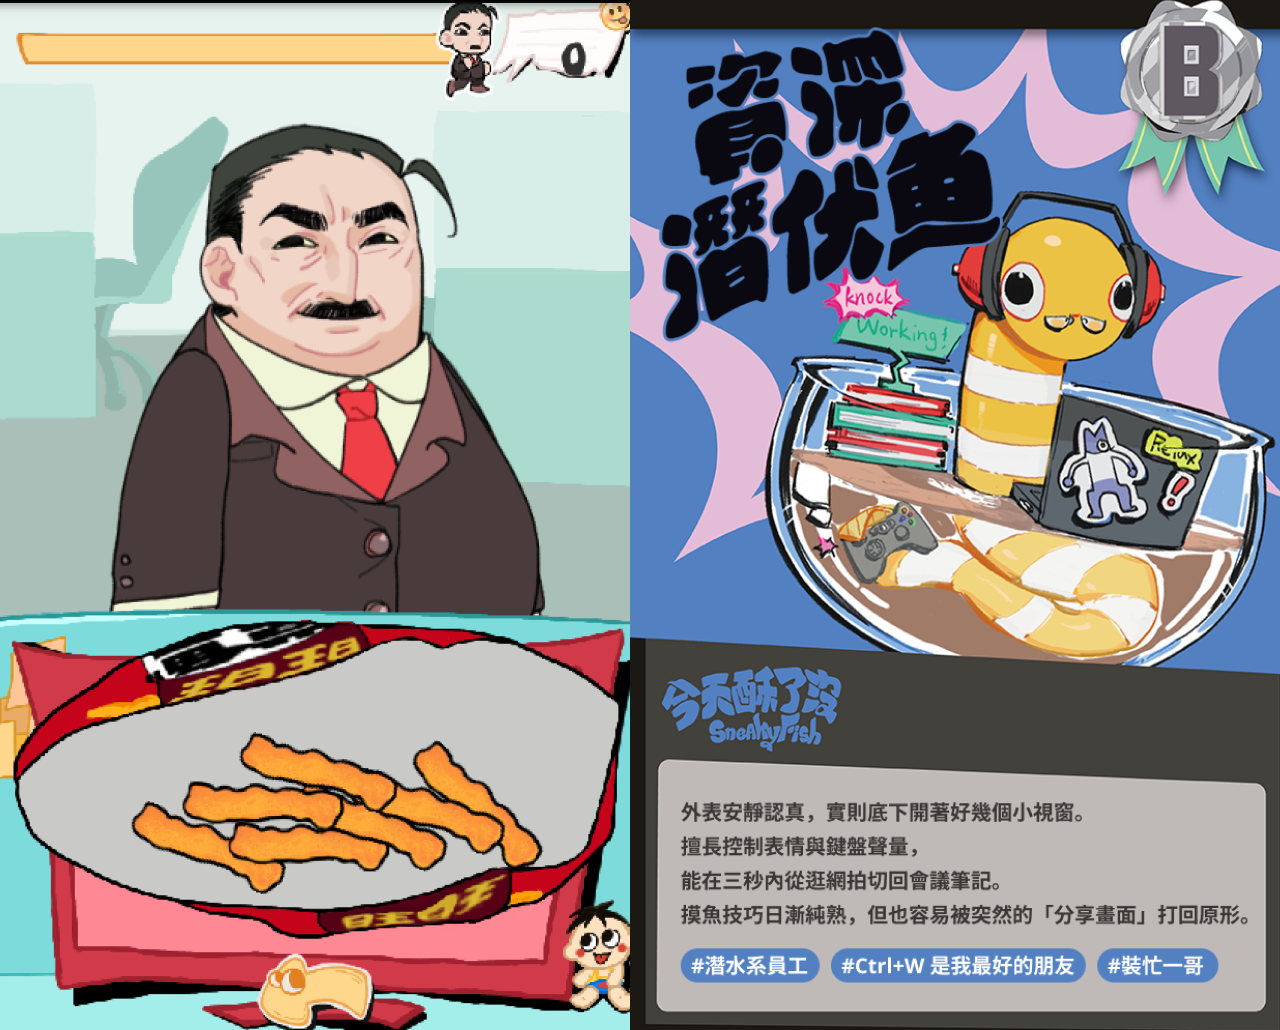 0
B
資深
潛伏魚
knock
Working!
Relax
今天酥了沒
Sneaky Fish
外表安靜認真，實則底下開著好幾個小視窗。
擅長控制表情與鍵盤聲量，
能在三秒內從逛網拍切回會議筆記。
摸魚技巧日漸純熟，但也容易被突然的「分享畫面」打回原形。
#潛水系員工
#Ctrl+W 是我最好的朋友
#裝忙一哥